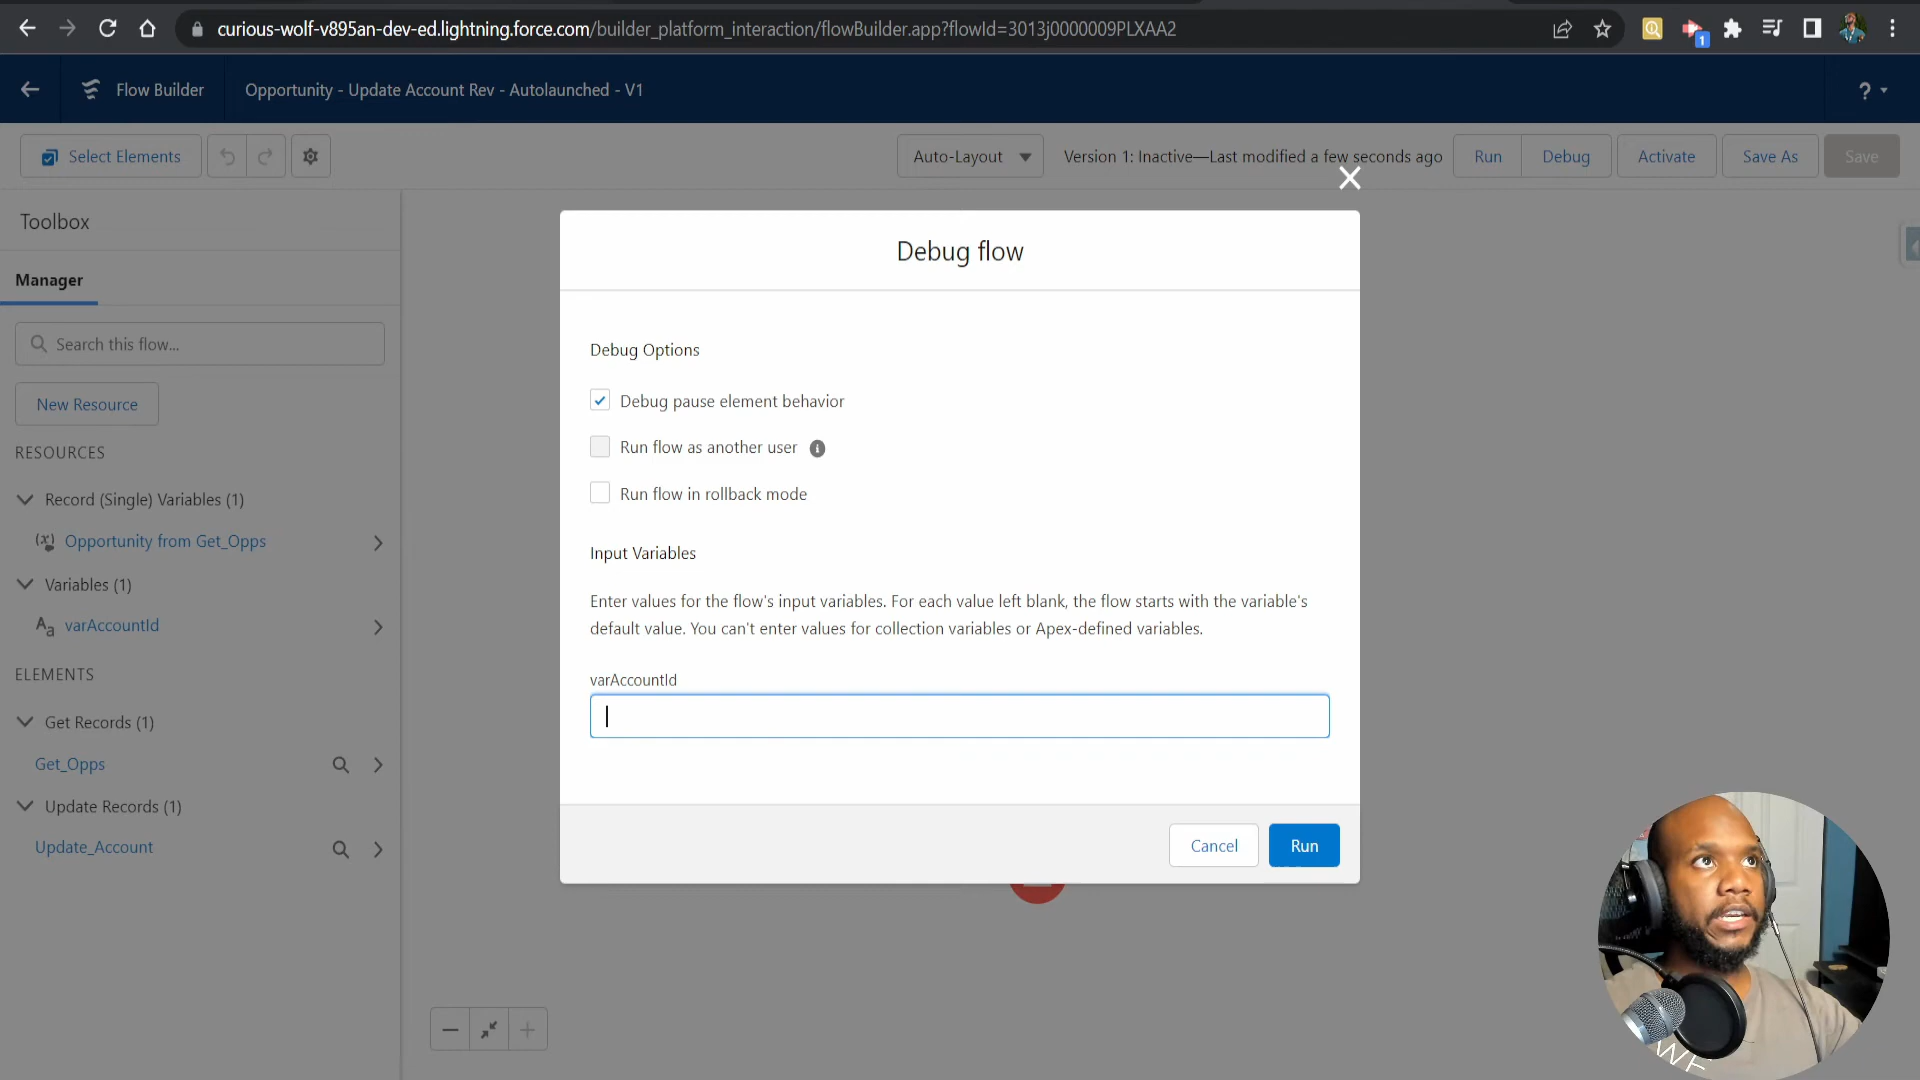 curious-wolf-v895an-dev-ed.lightning.force.com/builder_platform_interaction/flowBuilder.app?flowId=3013j0000009PLXAA2
1
Flow Builder
Opportunity - Update Account Rev - Autolaunched - V1
?
Select Elements
Auto-Layout
Version 1: Inactive—Last modified a few seconds ago
Run
Debug
Activate
Save As
Save
Toolbox
Manager
Search this flow...
New Resource
RESOURCES
Record (Single) Variables (1)
Opportunity from Get_Opps
Variables (1)
Aa varAccountId
ELEMENTS
Get Records (1)
Get_Opps
Update Records (1)
Update_Account
Debug flow
Debug Options
Debug pause element behavior
Run flow as another user
Run flow in rollback mode
Input Variables
Enter values for the flow's input variables. For each value left blank, the flow starts with the variable's
default value. You can't enter values for collection variables or Apex-defined variables.
varAccountId
Cancel
Run